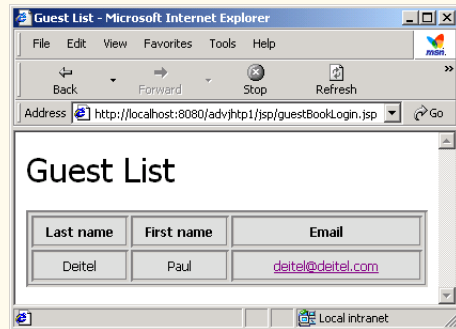 Guest List - Microsoft Internet Explorer
File Edit View Favorites Tools Help
msn.
Back Forward Stop Refresh »
Address http://localhost:8080/advjhtp1/jsp/guestBookLogin.jsp Go
Guest List
Last name First name Email
Deitel Paul deitel@deitel.com
Local intranet